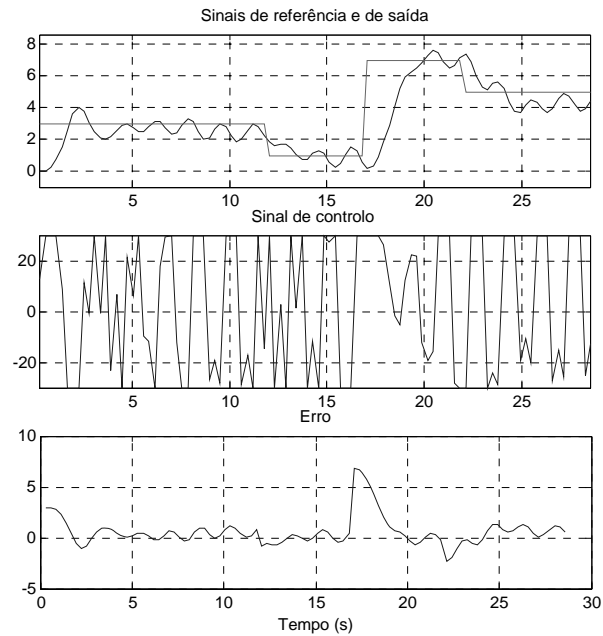 Sinais de referência e de saída
8
6
4
2
0
5 10 15 20 25
Sinal de controlo
20
0
-20
5 10 15 20 25
Erro
10
5
0
-5
0 5 10 15 20 25 30
Tempo (s)